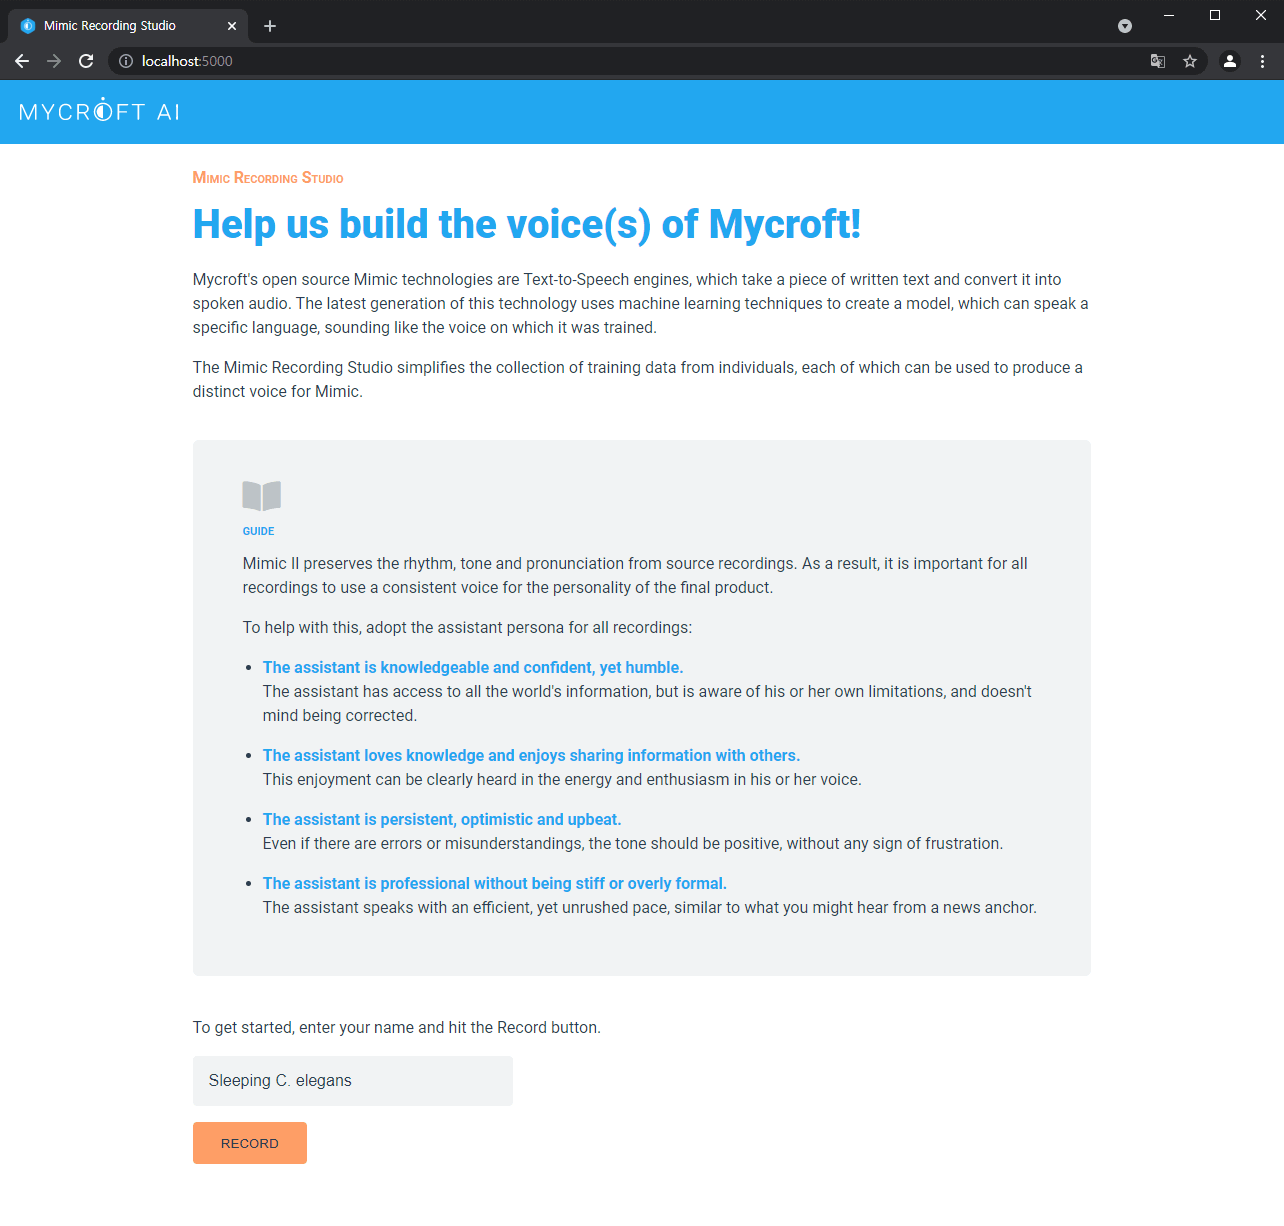 Mimic Recording Studio
localhost:5000
MYCROFT AI
Mimic Recording Studio
Help us build the voice(s) of Mycroft!
Mycroft's open source Mimic technologies are Text-to-Speech engines, which take a piece of written text and convert it into
spoken audio. The latest generation of this technology uses machine learning techniques to create a model, which can speak a
specific language, sounding like the voice on which it was trained.
The Mimic Recording Studio simplifies the collection of training data from individuals, each of which can be used to produce a
distinct voice for Mimic.
GUIDE
Mimic II preserves the rhythm, tone and pronunciation from source recordings. As a result, it is important for all
recordings to use a consistent voice for the personality of the final product.
To help with this, adopt the assistant persona for all recordings:
• The assistant is knowledgeable and confident, yet humble.
The assistant has access to all the world's information, but is aware of his or her own limitations, and doesn't
mind being corrected.
• The assistant loves knowledge and enjoys sharing information with others.
This enjoyment can be clearly heard in the energy and enthusiasm in his or her voice.
• The assistant is persistent, optimistic and upbeat.
Even if there are errors or misunderstandings, the tone should be positive, without any sign of frustration.
• The assistant is professional without being stiff or overly formal.
The assistant speaks with an efficient, yet unrushed pace, similar to what you might hear from a news anchor.
To get started, enter your name and hit the Record button.
Sleeping C. elegans
RECORD